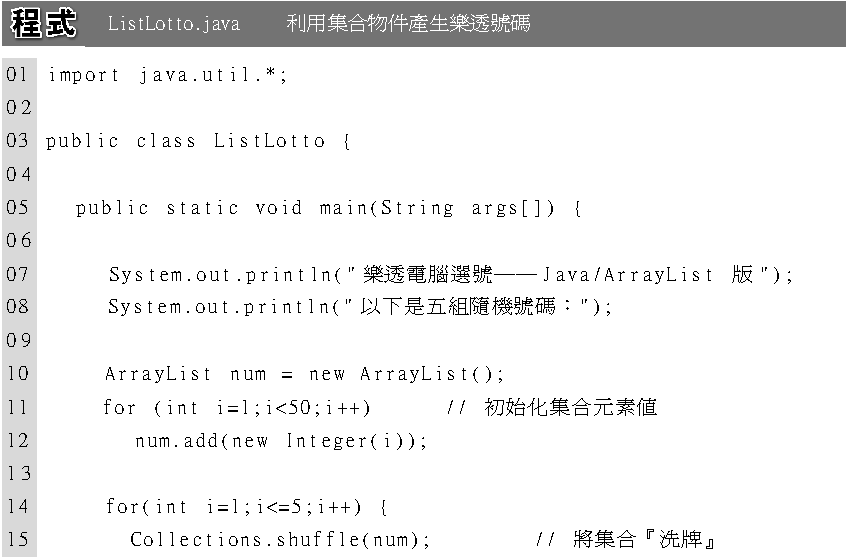 程式 ListLotto.java 利用集合物件產生樂透號碼
01 import java.util.*;
02
03 public class ListLotto {
04
05 public static void main(String args[]) {
06
07 System.out.println("樂透電腦選號──Java/ArrayList 版");
08 System.out.println("以下是五組隨機號碼：");
09
10 ArrayList num = new ArrayList();
11 for (int i=1;i<50;i++) // 初始化集合元素值
12 num.add(new Integer(i));
13
14 for(int i=1;i<=5;i++) {
15 Collections.shuffle(num); // 將集合『洗牌』